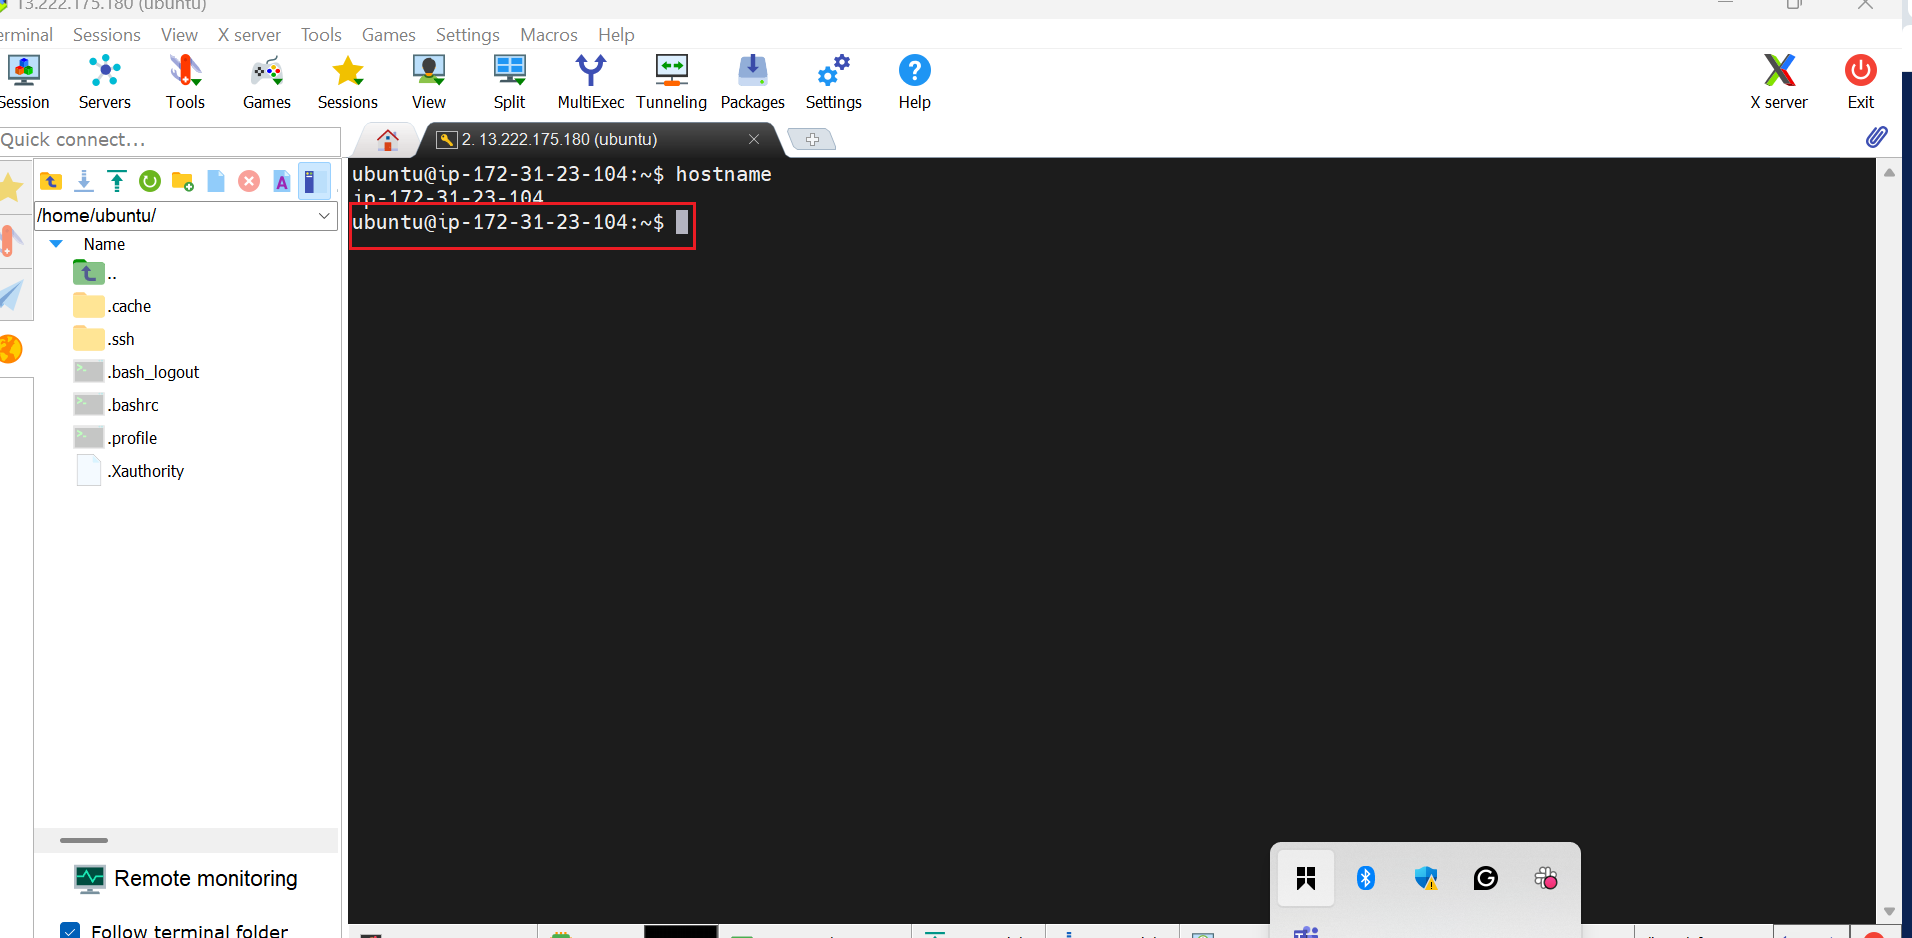 13.222.175.180 (ubuntu)
erminal Sessions View X server Tools Games Settings Macros Help
Session Servers Tools Games Sessions View Split MultiExec Tunneling Packages Settings Help X server Exit
Quick connect...
2. 13.222.175.180 (ubuntu)
/home/ubuntu/
Name
..
.cache
.ssh
.bash_logout
.bashrc
.profile
.Xauthority
Remote monitoring
Follow terminal folder
ubuntu@ip-172-31-23-104:~$ hostname
ip-172-31-23-104
ubuntu@ip-172-31-23-104:~$